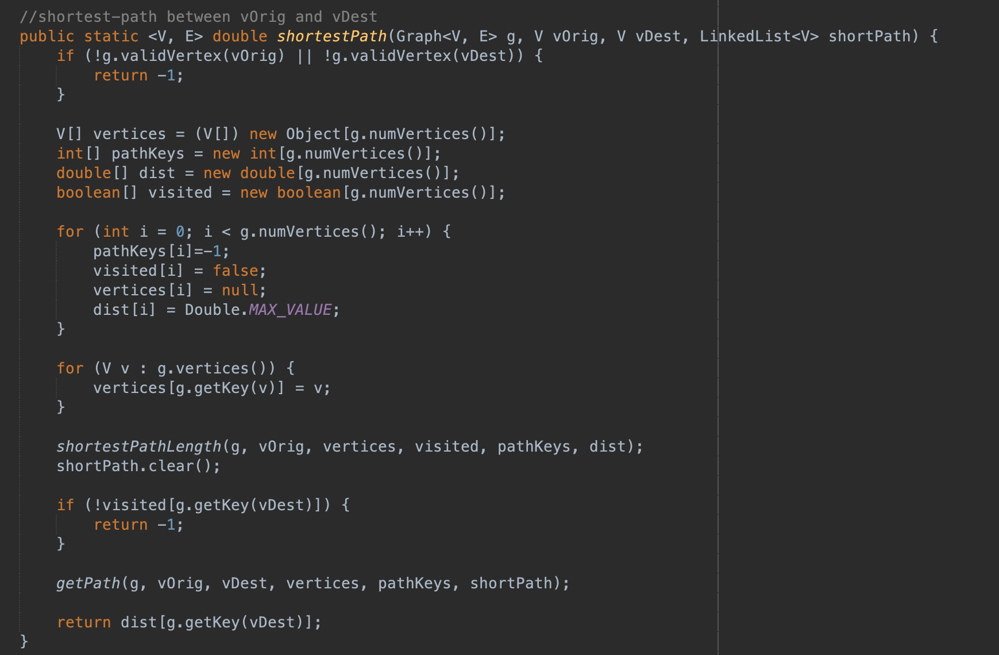 //shortest-path between vOrig and vDest
public static <V, E> double shortestPath(Graph<V, E> g, V vOrig, V vDest, LinkedList<V> shortPath) {
    if (!g.validVertex(vOrig) || !g.validVertex(vDest)) {
        return -1;
    }

    V[] vertices = (V[]) new Object[g.numVertices()];
    int[] pathKeys = new int[g.numVertices()];
    double[] dist = new double[g.numVertices()];
    boolean[] visited = new boolean[g.numVertices()];

    for (int i = 0; i < g.numVertices(); i++) {
        pathKeys[i]=-1;
        visited[i] = false;
        vertices[i] = null;
        dist[i] = Double.MAX_VALUE;
    }

    for (V v : g.vertices()) {
        vertices[g.getKey(v)] = v;
    }

    shortestPathLength(g, vOrig, vertices, visited, pathKeys, dist);
    shortPath.clear();

    if (!visited[g.getKey(vDest)]) {
        return -1;
    }

    getPath(g, vOrig, vDest, vertices, pathKeys, shortPath);

    return dist[g.getKey(vDest)];
}